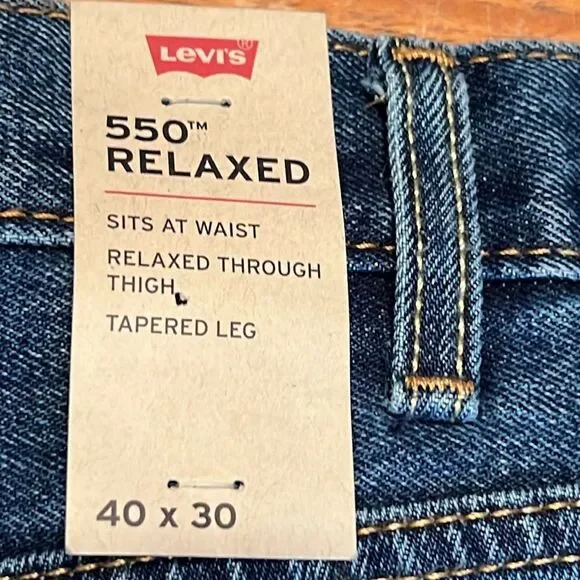 LEVI'S®
550™
RELAXED
SITS AT WAIST
RELAXED THROUGH
THIGH
TAPERED LEG
40 x 30